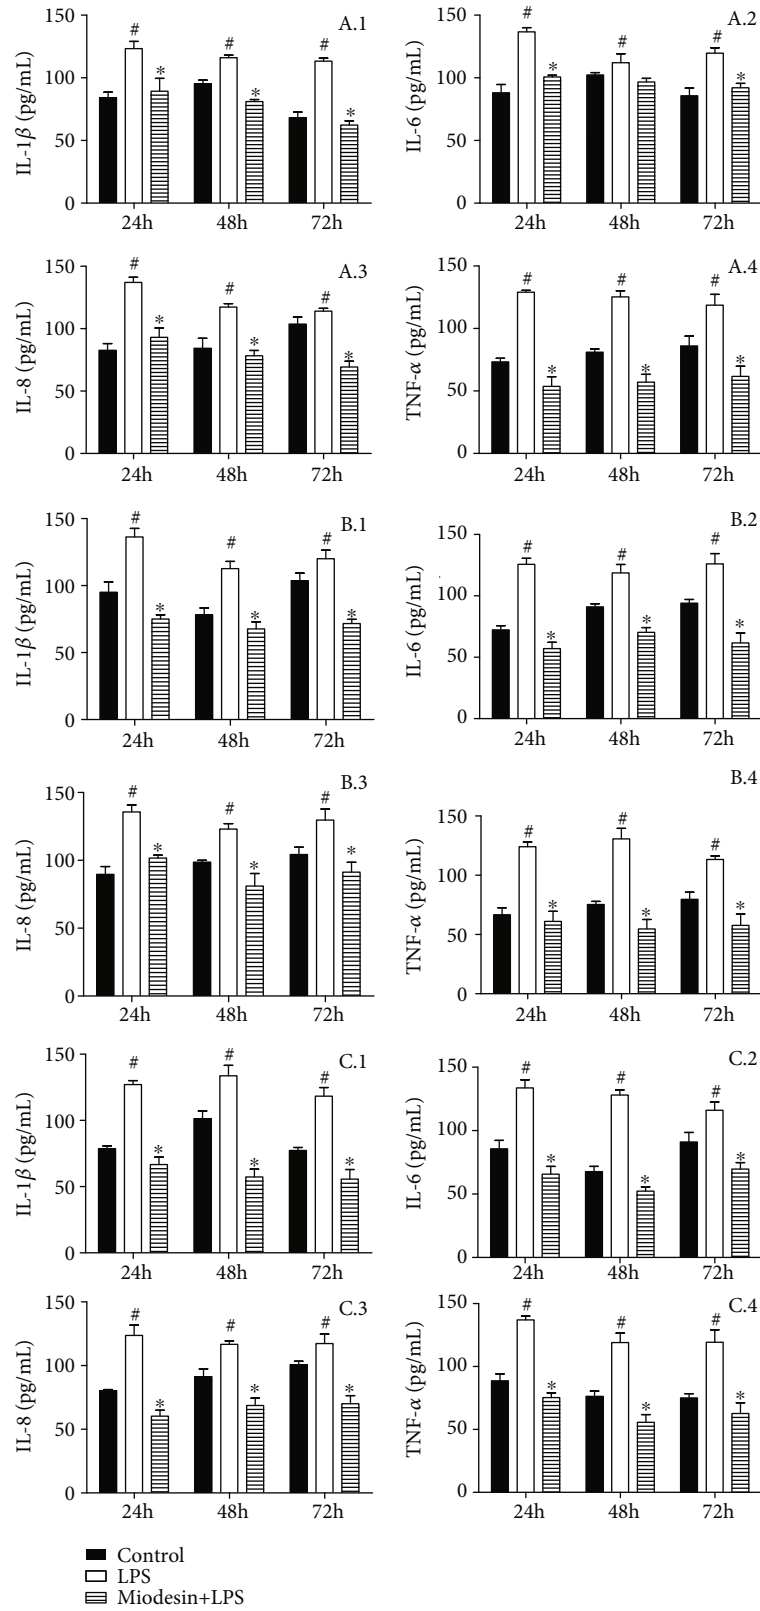 A.1
IL-1β (pg/mL)
150
100
50
0
# # #
* * *
24h 48h 72h
A.2
IL-6 (pg/mL)
150
100
50
0
# # #
* *
24h 48h 72h
A.3
IL-8 (pg/mL)
150
100
50
0
# # #
* * *
24h 48h 72h
A.4
TNF-α (pg/mL)
150
100
50
0
# # #
* * *
24h 48h 72h
B.1
IL-1β (pg/mL)
150
100
50
0
# # #
* * *
24h 48h 72h
B.2
IL-6 (pg/mL)
150
100
50
0
# # #
* * *
24h 48h 72h
B.3
IL-8 (pg/mL)
150
100
50
0
# # #
* * *
24h 48h 72h
B.4
TNF-α (pg/mL)
150
100
50
0
# # #
* * *
24h 48h 72h
C.1
IL-1β (pg/mL)
150
100
50
0
# # #
* * *
24h 48h 72h
C.2
IL-6 (pg/mL)
150
100
50
0
# # #
* * *
24h 48h 72h
C.3
IL-8 (pg/mL)
150
100
50
0
# # #
* * *
24h 48h 72h
C.4
TNF-α (pg/mL)
150
100
50
0
# # #
* * *
24h 48h 72h
Control
LPS
Miodesin+LPS